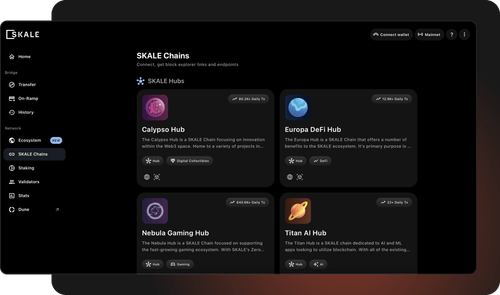 SKALE
Connect wallet
Mainnet
?
Home
Bridge
Transfer
On-Ramp
History
Network
Ecosystem
NEW
SKALE Chains
Staking
Validators
Stats
Dune
SKALE Chains
Connect, get block explorer links and endpoints
SKALE Hubs
Daily Tx
Calypso Hub
The Calypso Hub is a SKALE Chain focusing on innovation
within the Web3 space. Home to a variety of projects in...
Hub
Digital Collectibles
Daily Tx
Europa DeFi Hub
The Europa Hub is a SKALE Chain that offers a number of
benefits to the SKALE ecosystem. It's primary purpose is ...
Hub
DeFi
Daily Tx
Nebula Gaming Hub
The Nebula Hub is a SKALE Chain focused on supporting
the fast-growing gaming ecosystem. With SKALE's Zero...
Hub
Gaming
Daily Tx
Titan AI Hub
The Titan Hub is a SKALE chain dedicated to AI and ML
apps looking to utilize blockchain. With all of the existing...
Hub
AI